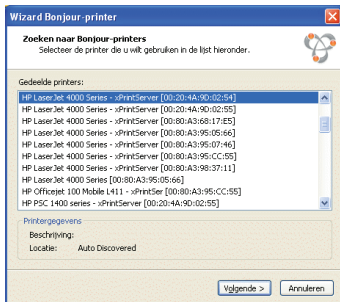 Wizard Bonjour-printer
Zoeken naar Bonjour-printers
Selecteer de printer die u wilt gebruiken in de lijst hieronder.
Gedeelde printers:
HP LaserJet 4000 Series - xPrintServer [00:20:4A:9D:02:54]
HP LaserJet 4000 Series - xPrintServer [00:20:4A:9D:02:55]
HP LaserJet 4000 Series - xPrintServer [00:80:A3:68:17:E5]
HP LaserJet 4000 Series - xPrintServer [00:80:A3:95:05:66]
HP LaserJet 4000 Series - xPrintServer [00:80:A3:95:07:46]
HP LaserJet 4000 Series - xPrintServer [00:80:A3:95:CC:55]
HP LaserJet 4000 Series - xPrintServer [00:80:A3:98:37:11]
HP LaserJet 4000 Series [00:80:A3:95:05:66]
HP Officejet 100 Mobile L411 - xPrintSer [00:80:A3:95:CC:55]
HP PSC 1400 series - xPrintServer [00:20:4A:9D:02:55]
Printergegevens
Beschrijving:
Locatie: Auto Discovered
Volgende >
Annuleren